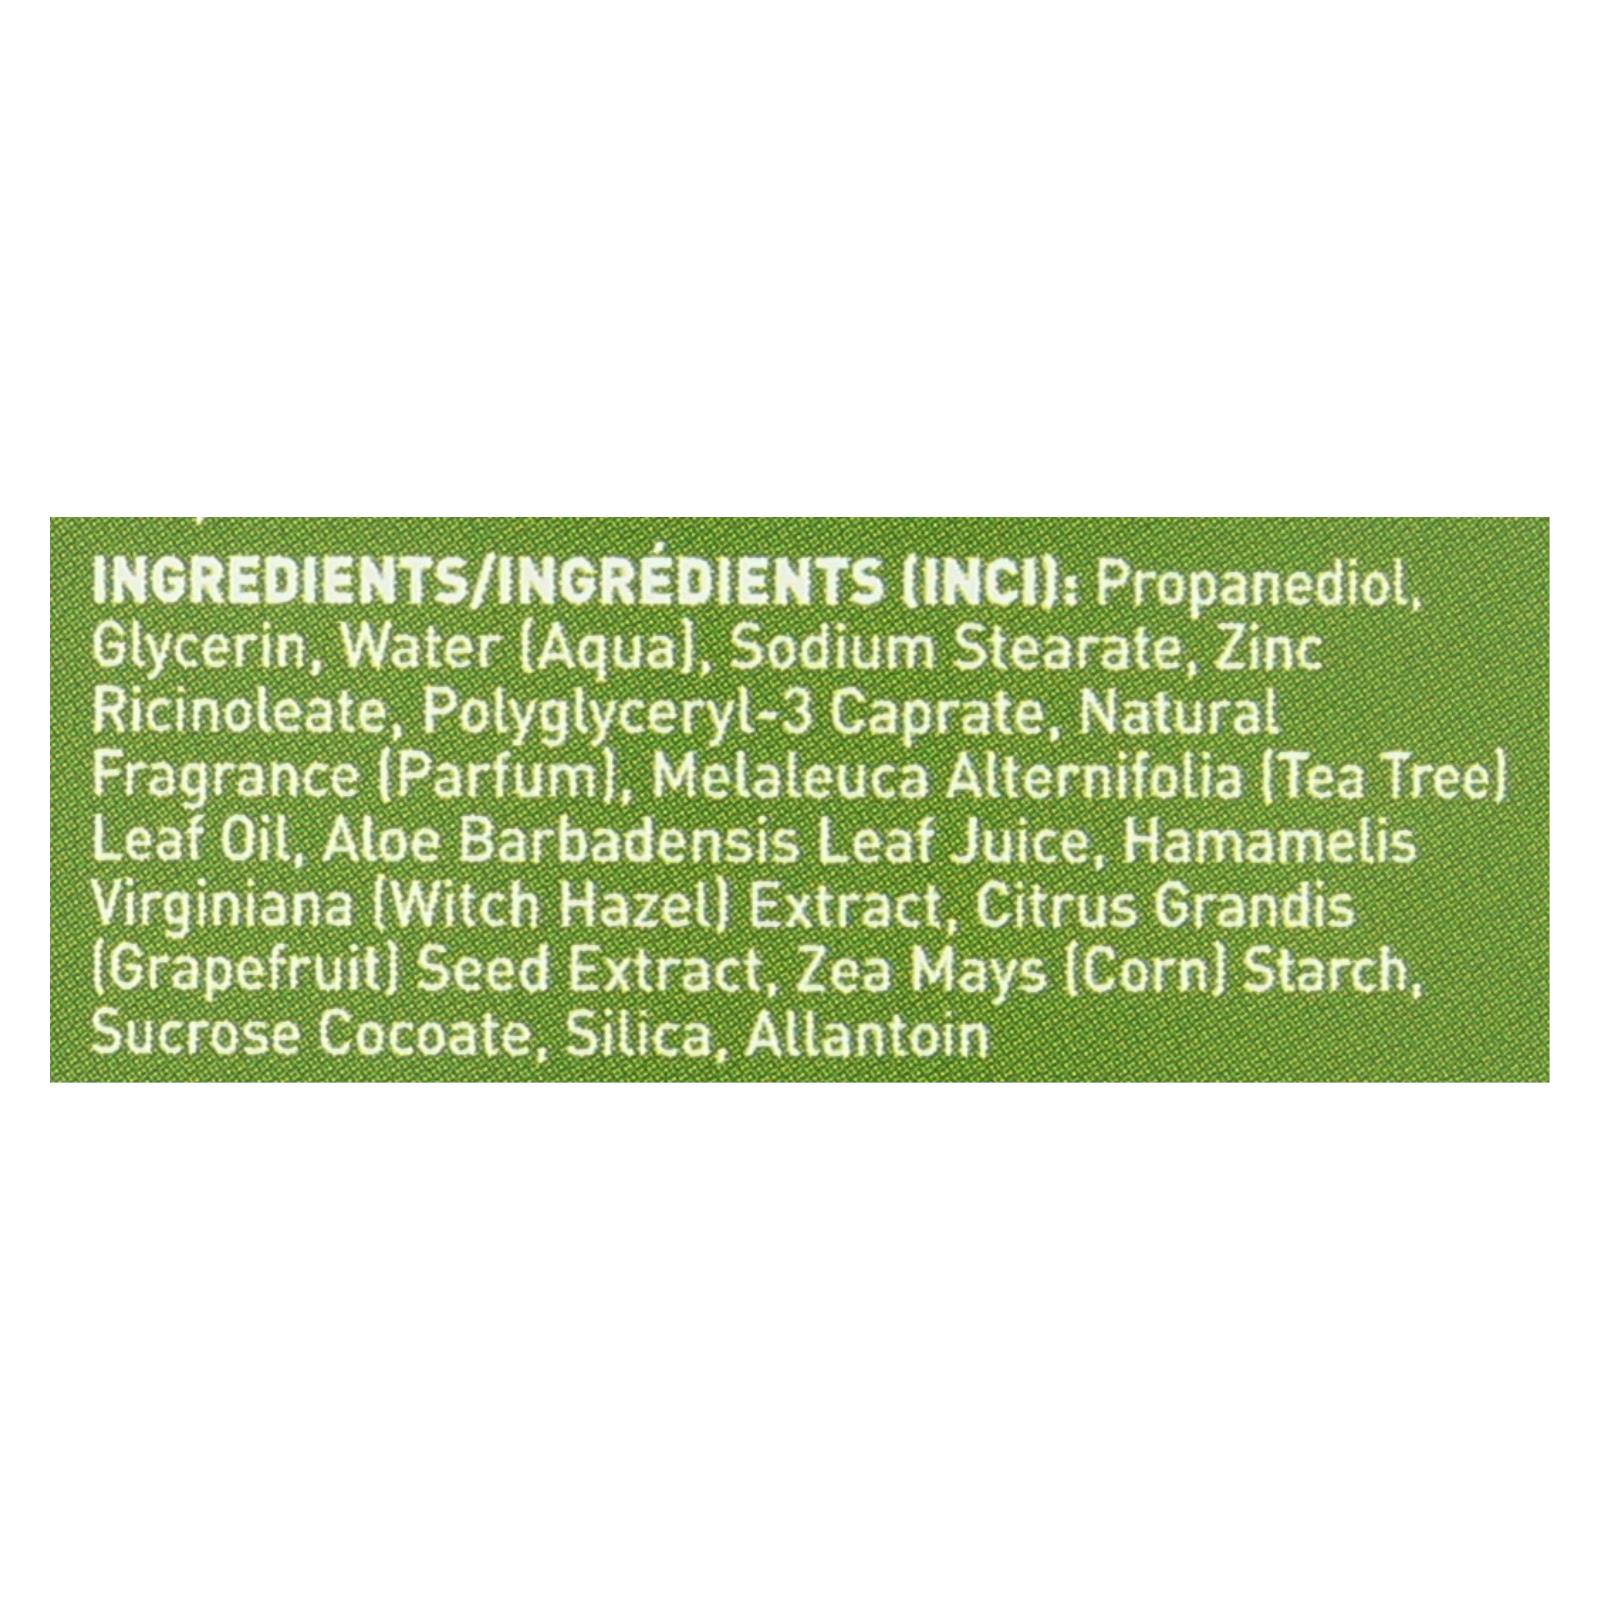 INGREDIENTS/INGRÉDIENTS (INCI): Propanediol,
Glycerin, Water (Aqua), Sodium Stearate, Zinc
Ricinoleate, Polyglyceryl-3 Caprate, Natural
Fragrance (Parfum), Melaleuca Alternifolia (Tea Tree)
Leaf Oil, Aloe Barbadensis Leaf Juice, Hamamelis
Virginiana (Witch Hazel) Extract, Citrus Grandis
(Grapefruit) Seed Extract, Zea Mays (Corn) Starch,
Sucrose Cocoate, Silica, Allantoin